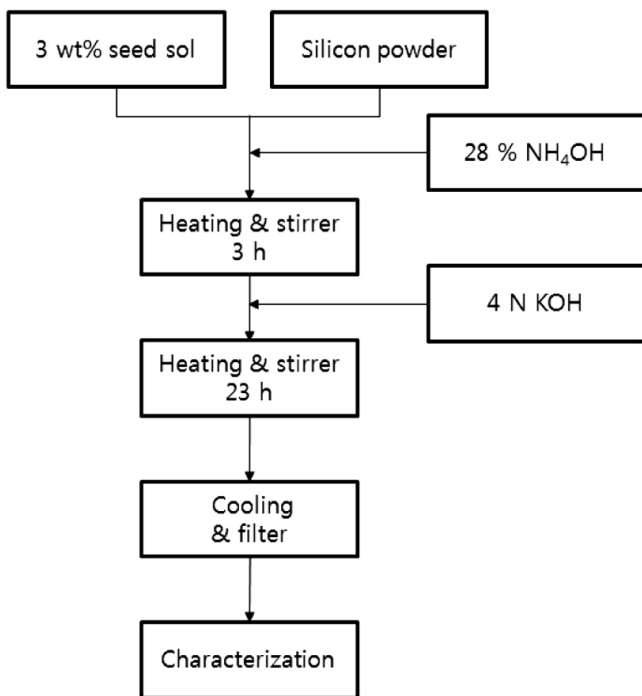 3 wt% seed sol
Silicon powder
28 % NH₄OH
Heating & stirrer
3 h
4 N KOH
Heating & stirrer
23 h
Cooling
& filter
Characterization